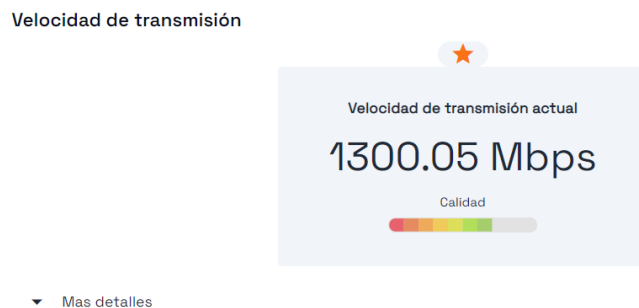 Velocidad de transmisión
Velocidad de transmisión actual
1300.05 Mbps
Calidad
Mas detalles